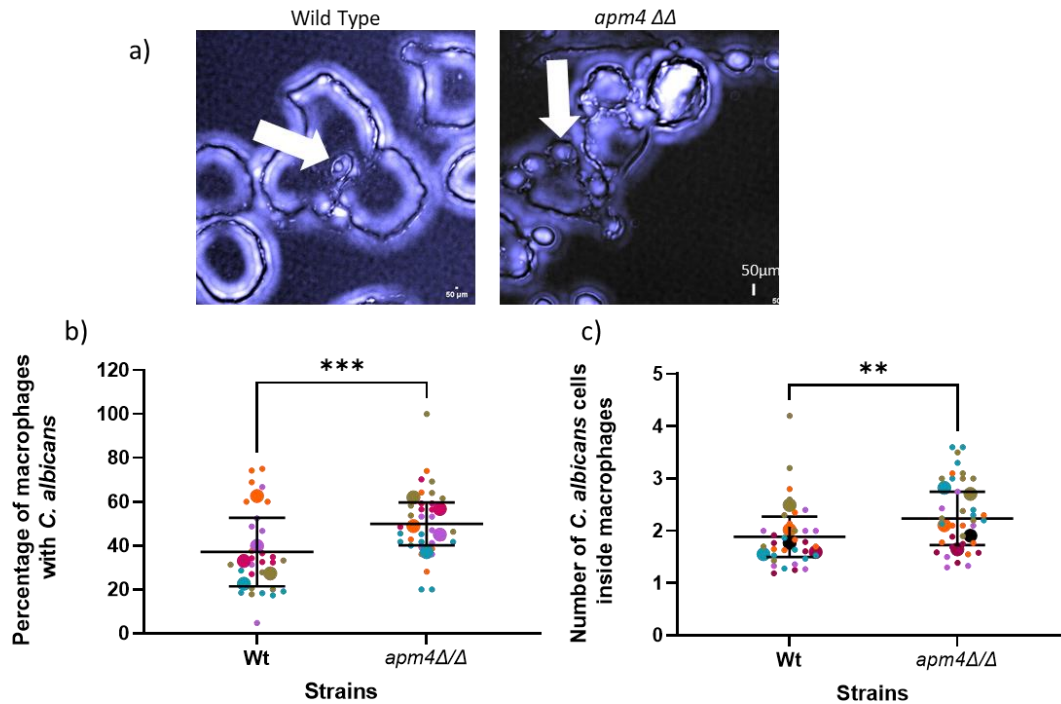 Wild Type
apm4 ΔΔ
a)
50 µm
50µm
50
b)
Percentage of macrophages
with C. albicans
120
100
80
60
40
20
0
***
Wt
apm4Δ/Δ
Strains
c)
Number of C. albicans cells
inside macrophages
5
4
3
2
1
0
**
Wt
apm4Δ/Δ
Strains